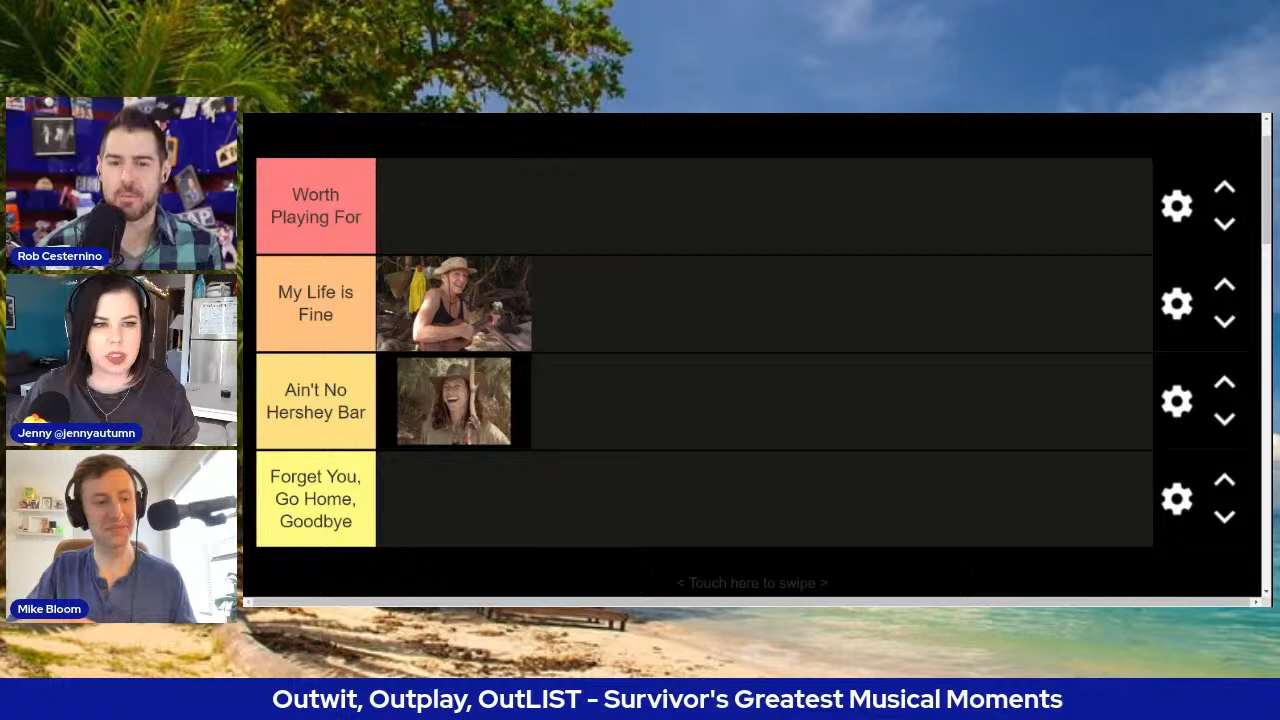 Rob Cesternino
Jenny @jennyautumn
Mike Bloom
Worth
Playing For
My Life is
Fine
Ain't No
Hershey Bar
Forget You,
Go Home,
Goodbye
< Touch here to swipe >
Outwit, Outplay, OutLIST - Survivor's Greatest Musical Moments